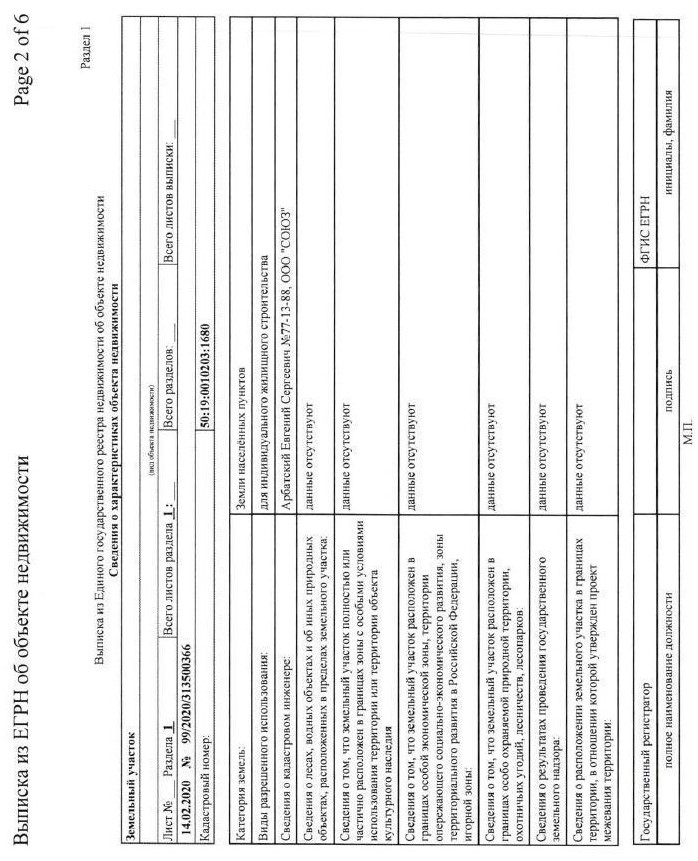 Выписка из ЕГРН об объекте недвижимости Page 2 of 6
Раздел 1
Выписка из Единого государственного реестра недвижимости об объекте недвижимости
Сведения о характеристиках объекта недвижимости
Земельный участок
(вид объекта недвижимости)
Лист № ___ Раздела 1 Всего листов раздела 1 : ___ Всего разделов: ___ Всего листов выписки: ___
14.02.2020 № 99/2020/313500366
Кадастровый номер: 50:19:0010203:1680
Категория земель: Земли населённых пунктов
Виды разрешенного использования: для индивидуального жилищного строительства
Сведения о кадастровом инженере: Арбатский Евгений Сергеевич №77-13-88, ООО "СОЮЗ"
Сведения о лесах, водных объектах и об иных природных данные отсутствуют
объектах, расположенных в пределах земельного участка:
Сведения о том, что земельный участок полностью или данные отсутствуют
частично расположен в границах зоны с особыми условиями
использования территории или территории объекта
культурного наследия
Сведения о том, что земельный участок расположен в данные отсутствуют
границах особой экономической зоны, территории
опережающего социально-экономического развития, зоны
территориального развития в Российской Федерации,
игорной зоны:
Сведения о том, что земельный участок расположен в данные отсутствуют
границах особо охраняемой природной территории,
охотничьих угодий, лесничеств, лесопарков:
Сведения о результатах проведения государственного данные отсутствуют
земельного надзора:
Сведения о расположении земельного участка в границах данные отсутствуют
территории, в отношении которой утвержден проект
межевания территории:
Государственный регистратор ФГИС ЕГРН
полное наименование должности подпись инициалы, фамилия
М.П.